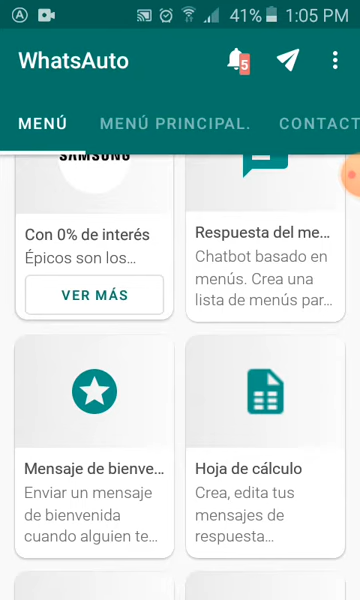 41% 1:05 PM
WhatsAuto
5
MENÚ MENÚ PRINCIPAL. CONTACT
SAMSUNG
Con 0% de interés
Épicos son los...
VER MÁS
Respuesta del me...
Chatbot basado en
menús. Crea una
lista de menús par...
Mensaje de bienve...
Enviar un mensaje
de bienvenida
cuando alguien te...
Hoja de cálculo
Crea, edita tus
mensajes de
respuesta...